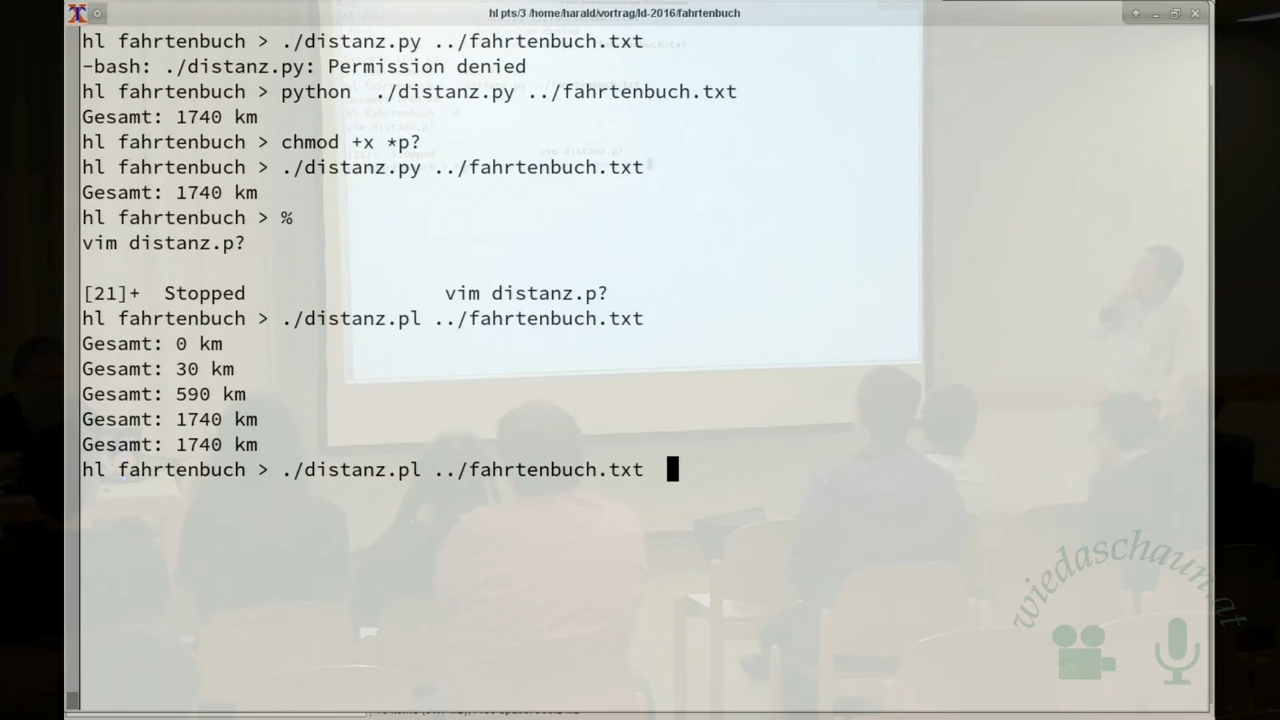 hl pts/3 /home/harald/vortrag/ld-2016/fahrtenbuch
hl fahrtenbuch > ./distanz.py ../fahrtenbuch.txt
-bash: ./distanz.py: Permission denied
hl fahrtenbuch > python  ./distanz.py ../fahrtenbuch.txt
Gesamt: 1740 km
hl fahrtenbuch > chmod +x *p?
hl fahrtenbuch > ./distanz.py ../fahrtenbuch.txt
Gesamt: 1740 km
hl fahrtenbuch > %
vim distanz.p?
[21]+  Stopped                 vim distanz.p?
hl fahrtenbuch > ./distanz.pl ../fahrtenbuch.txt
Gesamt: 0 km
Gesamt: 30 km
Gesamt: 590 km
Gesamt: 1740 km
Gesamt: 1740 km
hl fahrtenbuch > ./distanz.pl ../fahrtenbuch.txt
wiedaschaun.at